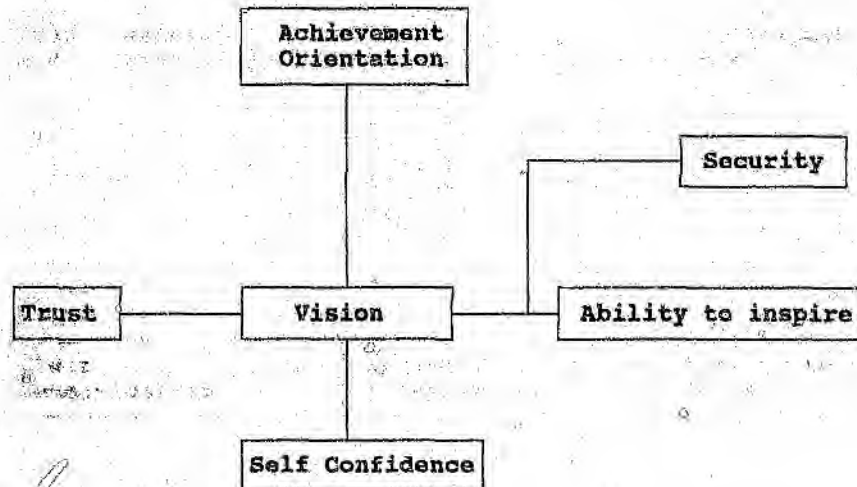 Achievement
Orientation
Security
Trust
Vision
Ability to inspire
Self Confidence